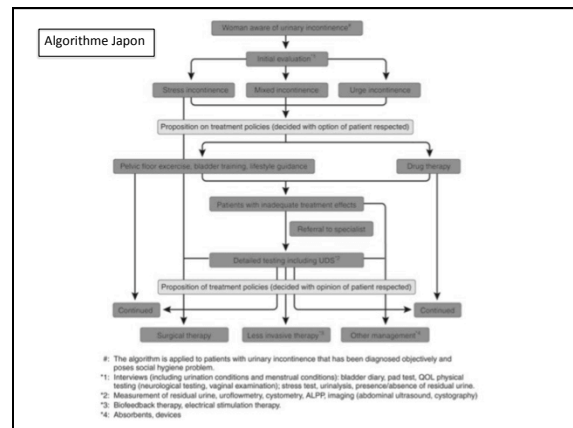 Algorithme Japon
Woman aware of urinary incontinence#
Initial evaluation*1
Stress incontinence
Mixed incontinence
Urge incontinence
Proposition on treatment policies (decided with option of patient respected)
Pelvic floor excercise, bladder training, lifestyle guidance
Drug therapy
Patients with inadequate treatment effects
Referral to specialist
Detailed testing including UDS*2
Proposition of treatment policies (decided with opinion of patient respected)
Continued
Continued
Surgical therapy
Less invasive therapy*3
Other management*4
#: The algorithm is applied to patients with urinary incontinence that has been diagnosed objectively and
poses social hygiene problem.
*1: Interviews (including urination conditions and menstrual conditions): bladder diary, pad test, QOL physical
testing (neurological testing, vaginal examination); stress test, urinalysis, presence/absence of residual urine.
*2: Measurement of residual urine, uroflowmetry, cystometry, ALPP, imaging (abdominal ultrasound, cystography)
*3: Biofeedback therapy, electrical stimulation therapy.
*4: Absorbents, devices